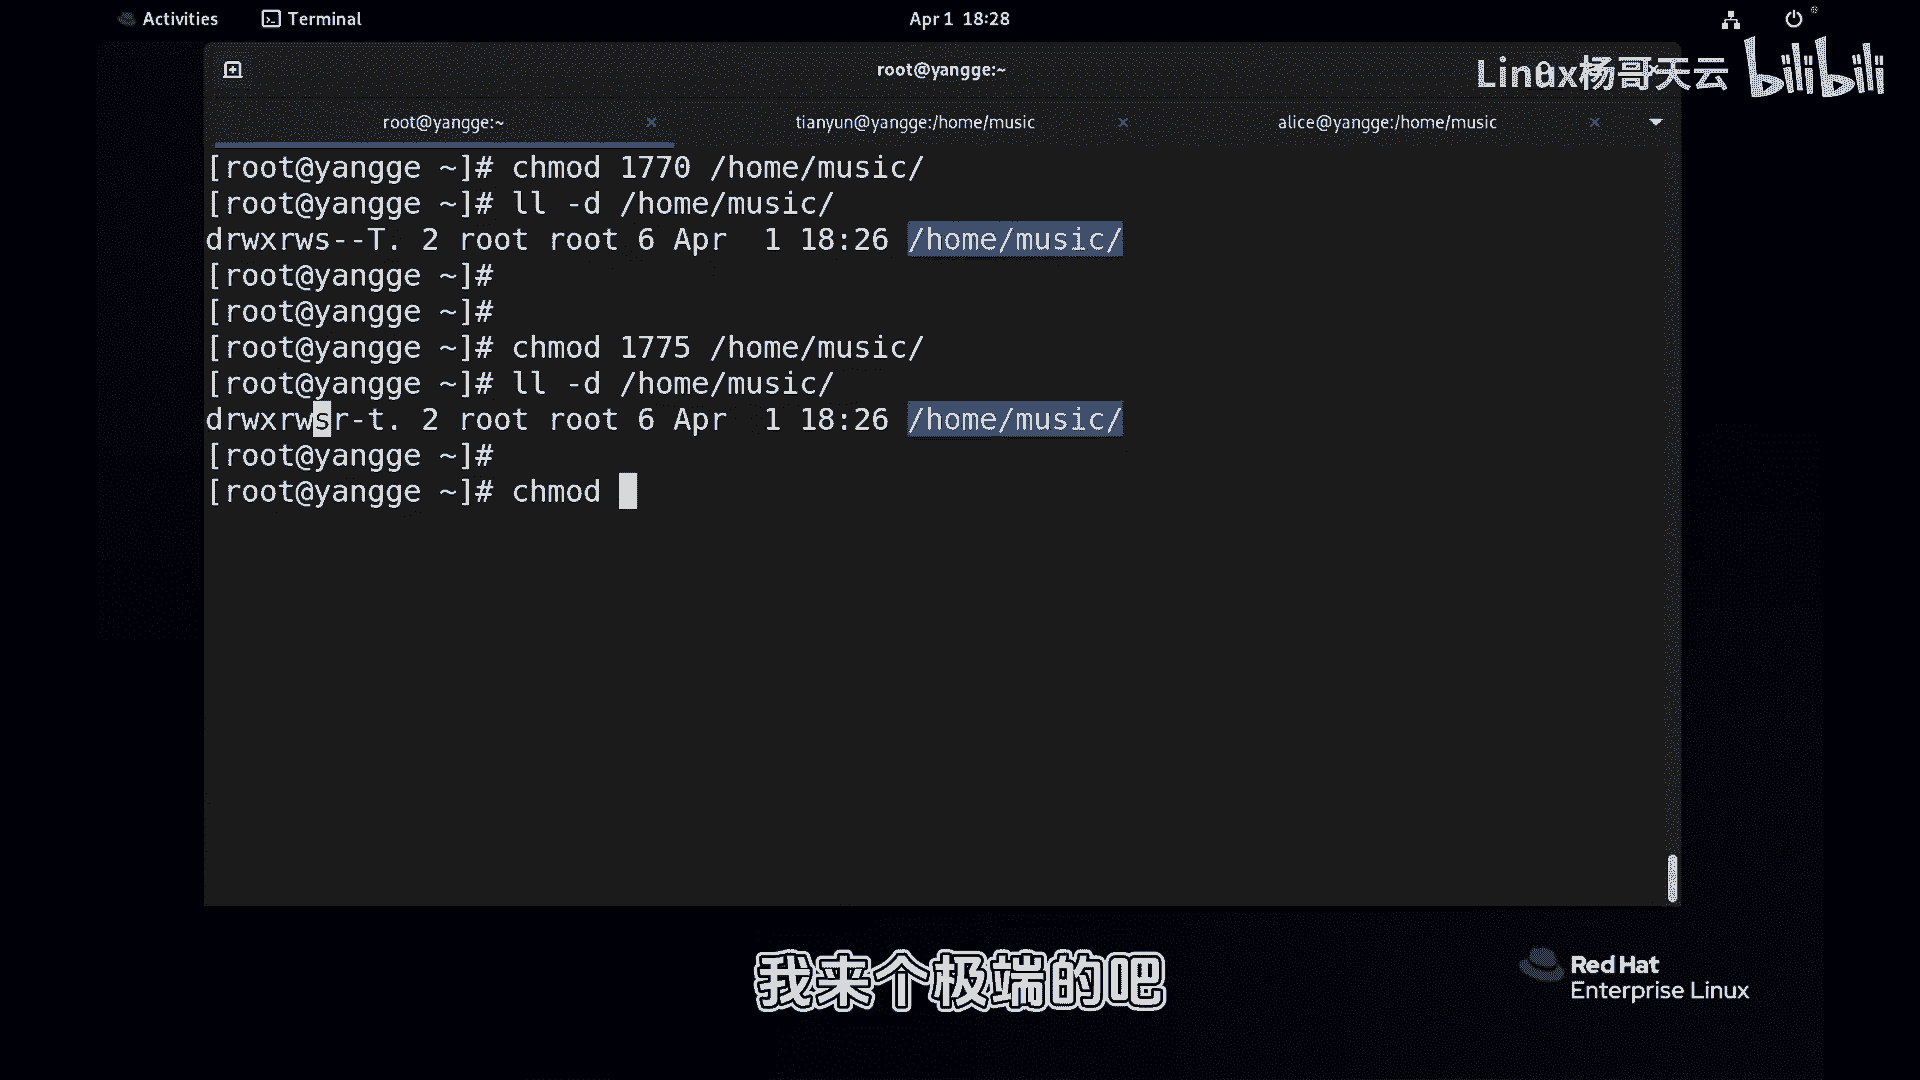 Activities Terminal Apr 1 18:28
root@yangge:~
Linux杨哥天云 bilibili
root@yangge:~ × tianyun@yangge:/home/music × alice@yangge:/home/music ×
[root@yangge ~]# chmod 1770 /home/music/
[root@yangge ~]# ll -d /home/music/
drwxrws--T. 2 root root 6 Apr  1 18:26 /home/music/
[root@yangge ~]#
[root@yangge ~]#
[root@yangge ~]# chmod 1775 /home/music/
[root@yangge ~]# ll -d /home/music/
drwxrwsr-t. 2 root root 6 Apr  1 18:26 /home/music/
[root@yangge ~]#
[root@yangge ~]# chmod
我来个极端的吧
Red Hat
Enterprise Linux